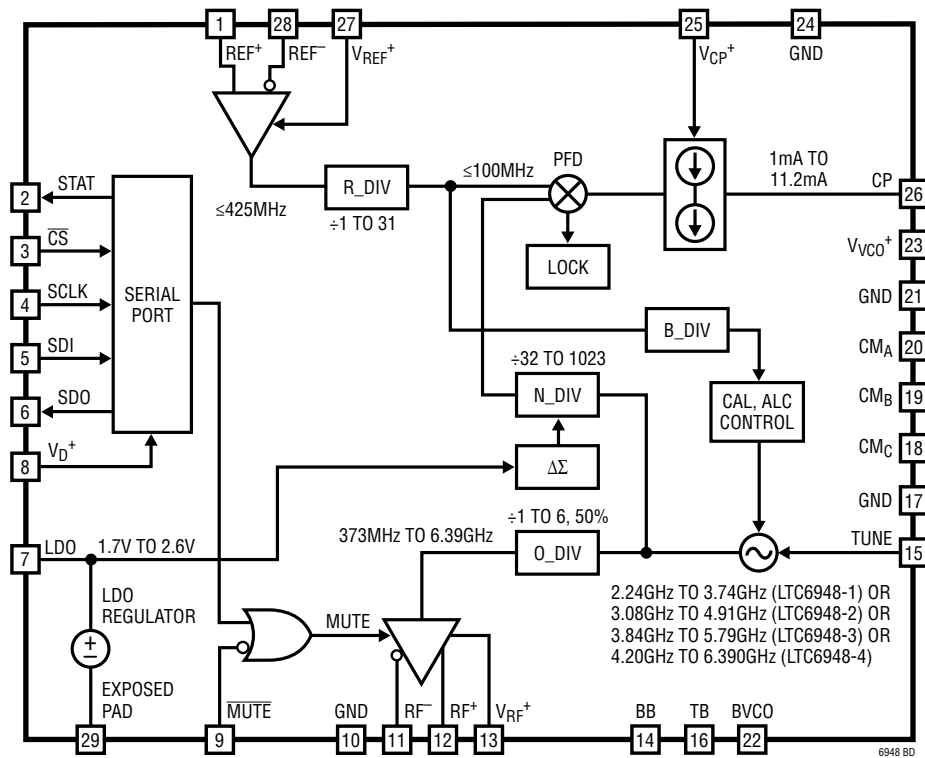 1
28
27
25
24
REF+
REF–
VREF+
VCP+
GND
≤425MHz
R_DIV
÷1 TO 31
≤100MHz
PFD
LOCK
1mA TO
11.2mA
CP
26
VVCO+
23
GND
21
CMA
20
CMB
19
CMC
18
GND
17
TUNE
15
2
STAT
3
CS
4
SCLK
5
SDI
6
SDO
8
VD+
SERIAL
PORT
B_DIV
CAL, ALC
CONTROL
÷32 TO 1023
N_DIV
ΔΣ
÷1 TO 6, 50%
O_DIV
373MHz TO 6.39GHz
7
LDO
1.7V TO 2.6V
LDO
REGULATOR
+
–
EXPOSED
PAD
MUTE
2.24GHz TO 3.74GHz (LTC6948-1) OR
3.08GHz TO 4.91GHz (LTC6948-2) OR
3.84GHz TO 5.79GHz (LTC6948-3) OR
4.20GHz TO 6.390GHz (LTC6948-4)
MUTE
GND
RF–
RF+
VRF+
BB
TB
BVCO
29
9
10
11
12
13
14
16
22
6948 BD